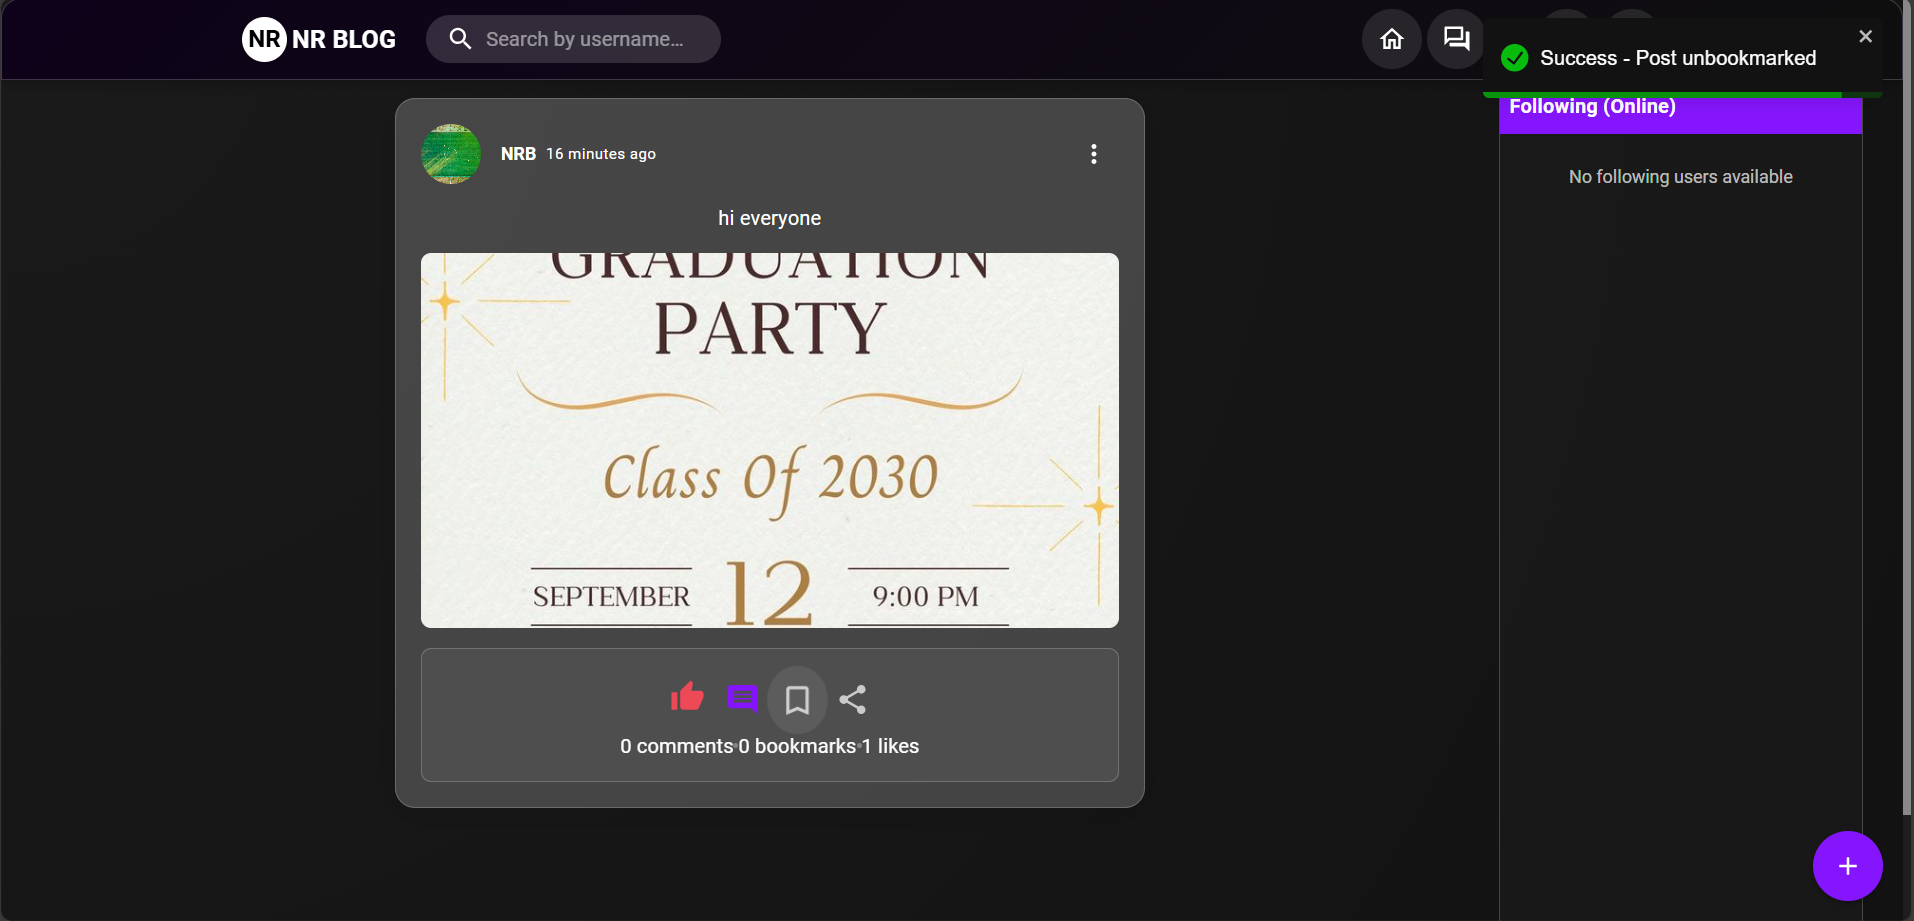 NR NR BLOG
Search by username...
Success - Post unbookmarked
Following (Online)
No following users available
NRB 16 minutes ago
hi everyone
GRADUATION
PARTY
Class Of 2030
SEPTEMBER 12 9:00 PM
0 comments•0 bookmarks•1 likes